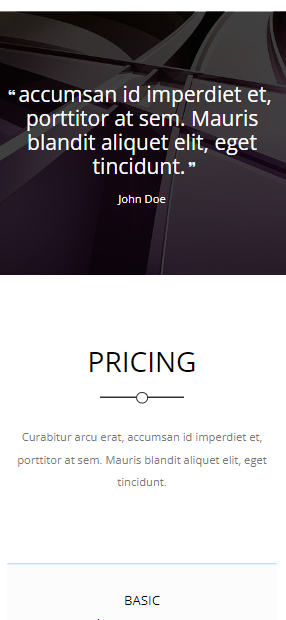 ❝accumsan id imperdiet et,
porttitor at sem. Mauris
blandit aliquet elit, eget
tincidunt.❞
John Doe
PRICING
Curabitur arcu erat, accumsan id imperdiet et,
porttitor at sem. Mauris blandit aliquet elit, eget
tincidunt.
BASIC